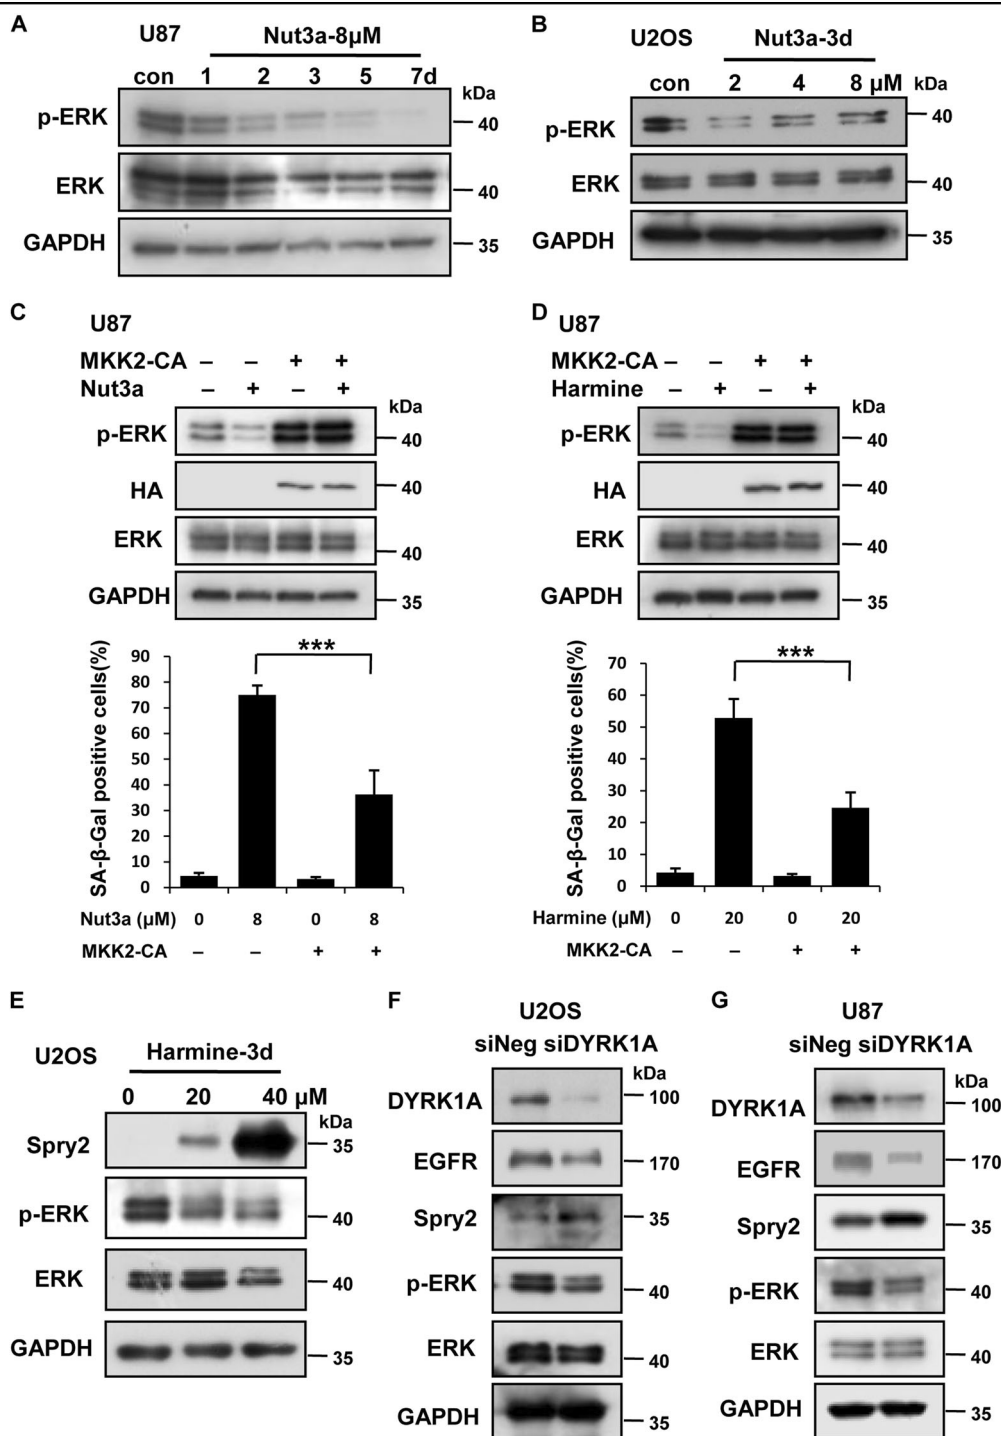 A
U87 Nut3a-8μM
con 1 2 3 5 7d
kDa
p-ERK 40
ERK 40
GAPDH 35
B
U2OS Nut3a-3d
con 2 4 8 μM kDa
p-ERK 40
ERK 40
GAPDH 35
C
U87
MKK2-CA – – + +
Nut3a – + – +
kDa
p-ERK 40
HA 40
ERK 40
GAPDH 35
SA-β-Gal positive cells(%)
90
80
70
60
50
40
30
20
10
0
***
Nut3a (μM) 0 8 0 8
MKK2-CA – – + +
D
U87
MKK2-CA – – + +
Harmine – + – +
kDa
p-ERK 40
HA 40
ERK 40
GAPDH 35
SA-β-Gal positive cells(%)
70
60
50
40
30
20
10
0
***
Harmine (μM) 0 20 0 20
MKK2-CA – – + +
E
U2OS Harmine-3d
0 20 40 μM
kDa
Spry2 35
p-ERK 40
ERK 40
GAPDH 35
F
U2OS
siNeg siDYRK1A
kDa
DYRK1A 100
EGFR 170
Spry2 35
p-ERK 40
ERK 40
GAPDH 35
G
U87
siNeg siDYRK1A
kDa
DYRK1A 100
EGFR 170
Spry2 35
p-ERK 40
ERK 40
GAPDH 35